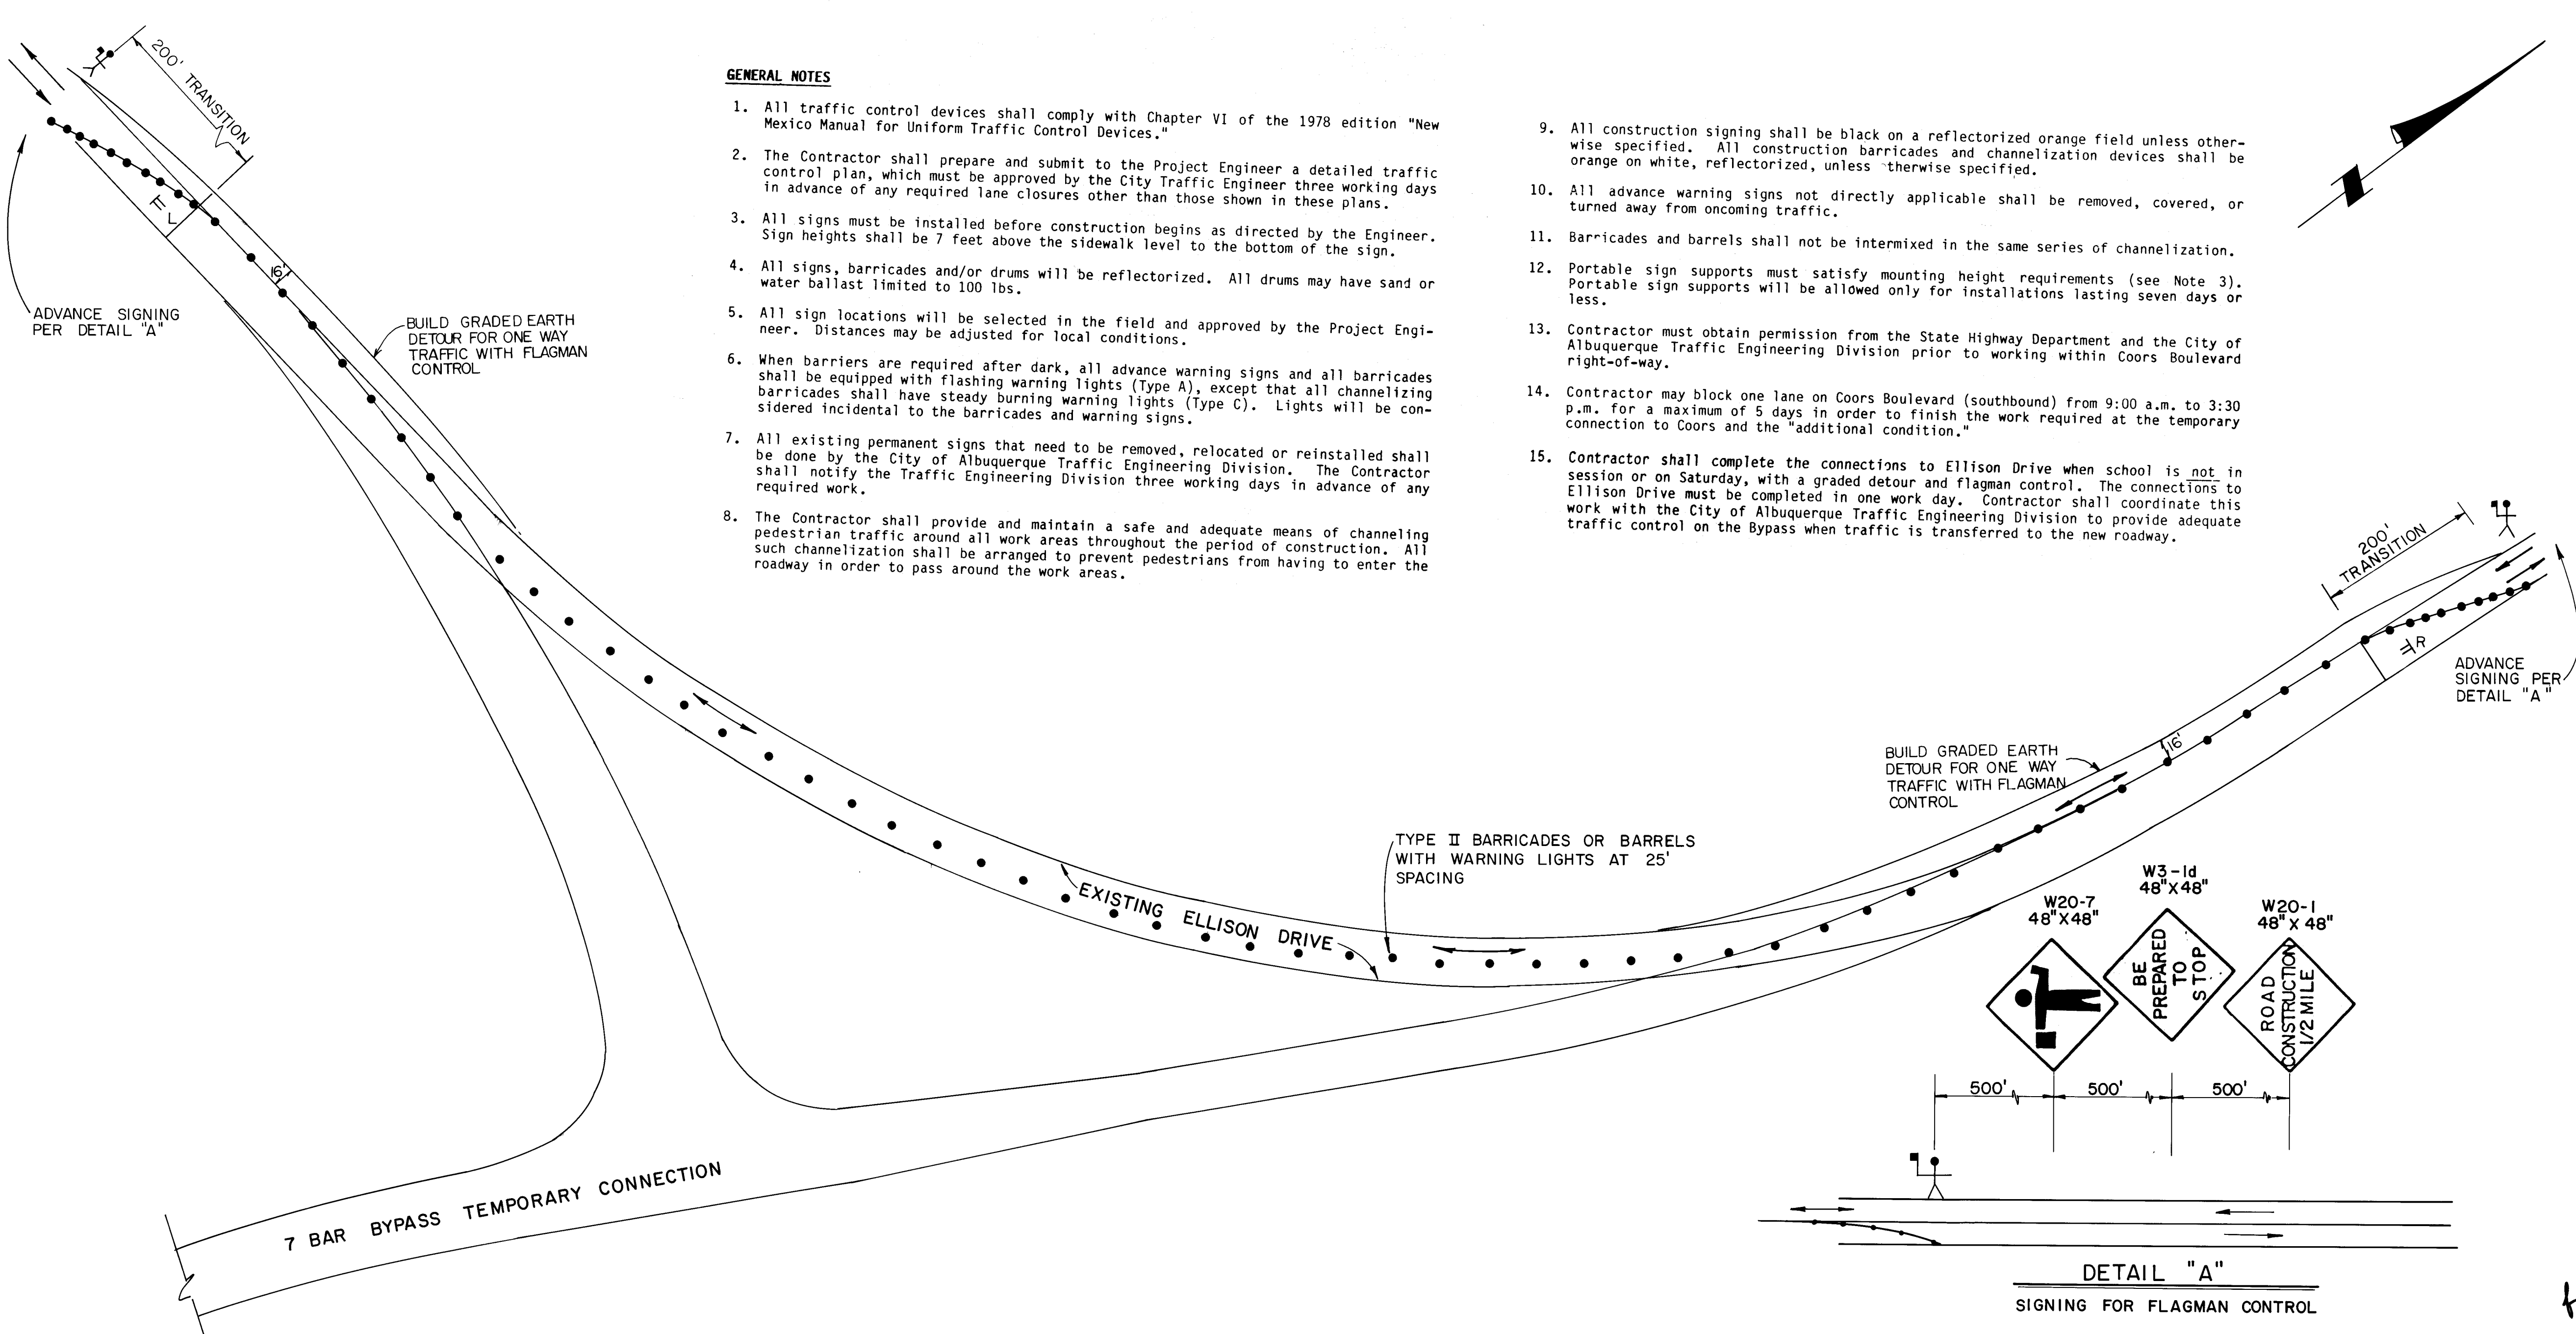 200' TRANSITION
L
16'
ADVANCE SIGNING
PER DETAIL "A"
BUILD GRADED EARTH
DETOUR FOR ONE WAY
TRAFFIC WITH FLAGMAN
CONTROL
GENERAL NOTES
1. All traffic control devices shall comply with Chapter VI of the 1978 edition "New
Mexico Manual for Uniform Traffic Control Devices."
2. The Contractor shall prepare and submit to the Project Engineer a detailed traffic
control plan, which must be approved by the City Traffic Engineer three working days
in advance of any required lane closures other than those shown in these plans.
3. All signs must be installed before construction begins as directed by the Engineer.
Sign heights shall be 7 feet above the sidewalk level to the bottom of the sign.
4. All signs, barricades and/or drums will be reflectorized. All drums may have sand or
water ballast limited to 100 lbs.
5. All sign locations will be selected in the field and approved by the Project Engi-
neer. Distances may be adjusted for local conditions.
6. When barriers are required after dark, all advance warning signs and all barricades
shall be equipped with flashing warning lights (Type A), except that all channelizing
barricades shall have steady burning warning lights (Type C). Lights will be con-
sidered incidental to the barricades and warning signs.
7. All existing permanent signs that need to be removed, relocated or reinstalled shall
be done by the City of Albuquerque Traffic Engineering Division. The Contractor
shall notify the Traffic Engineering Division three working days in advance of any
required work.
8. The Contractor shall provide and maintain a safe and adequate means of channeling
pedestrian traffic around all work areas throughout the period of construction. All
such channelization shall be arranged to prevent pedestrians from having to enter the
roadway in order to pass around the work areas.
9. All construction signing shall be black on a reflectorized orange field unless other-
wise specified. All construction barricades and channelization devices shall be
orange on white, reflectorized, unless otherwise specified.
10. All advance warning signs not directly applicable shall be removed, covered, or
turned away from oncoming traffic.
11. Barricades and barrels shall not be intermixed in the same series of channelization.
12. Portable sign supports must satisfy mounting height requirements (see Note 3).
Portable sign supports will be allowed only for installations lasting seven days or
less.
13. Contractor must obtain permission from the State Highway Department and the City of
Albuquerque Traffic Engineering Division prior to working within Coors Boulevard
right-of-way.
14. Contractor may block one lane on Coors Boulevard (southbound) from 9:00 a.m. to 3:30
p.m. for a maximum of 5 days in order to finish the work required at the temporary
connection to Coors and the "additional condition."
15. Contractor shall complete the connections to Ellison Drive when school is not in
session or on Saturday, with a graded detour and flagman control. The connections to
Ellison Drive must be completed in one work day. Contractor shall coordinate this
work with the City of Albuquerque Traffic Engineering Division to provide adequate
traffic control on the Bypass when traffic is transferred to the new roadway.
200'
TRANSITION
R
ADVANCE
SIGNING PER
DETAIL "A"
16'
BUILD GRADED EARTH
DETOUR FOR ONE WAY
TRAFFIC WITH FLAGMAN
CONTROL
TYPE II BARRICADES OR BARRELS
WITH WARNING LIGHTS AT 25'
SPACING
EXISTING ELLISON DRIVE
W20-7
48"X48"
W3-1d
48"X48"
BE
PREPARED
TO
STOP
W20-1
48" X 48"
ROAD
CONSTRUCTION
1/2 MILE
500' 500' 500'
7 BAR BYPASS TEMPORARY CONNECTION
DETAIL "A"
SIGNING FOR FLAGMAN CONTROL